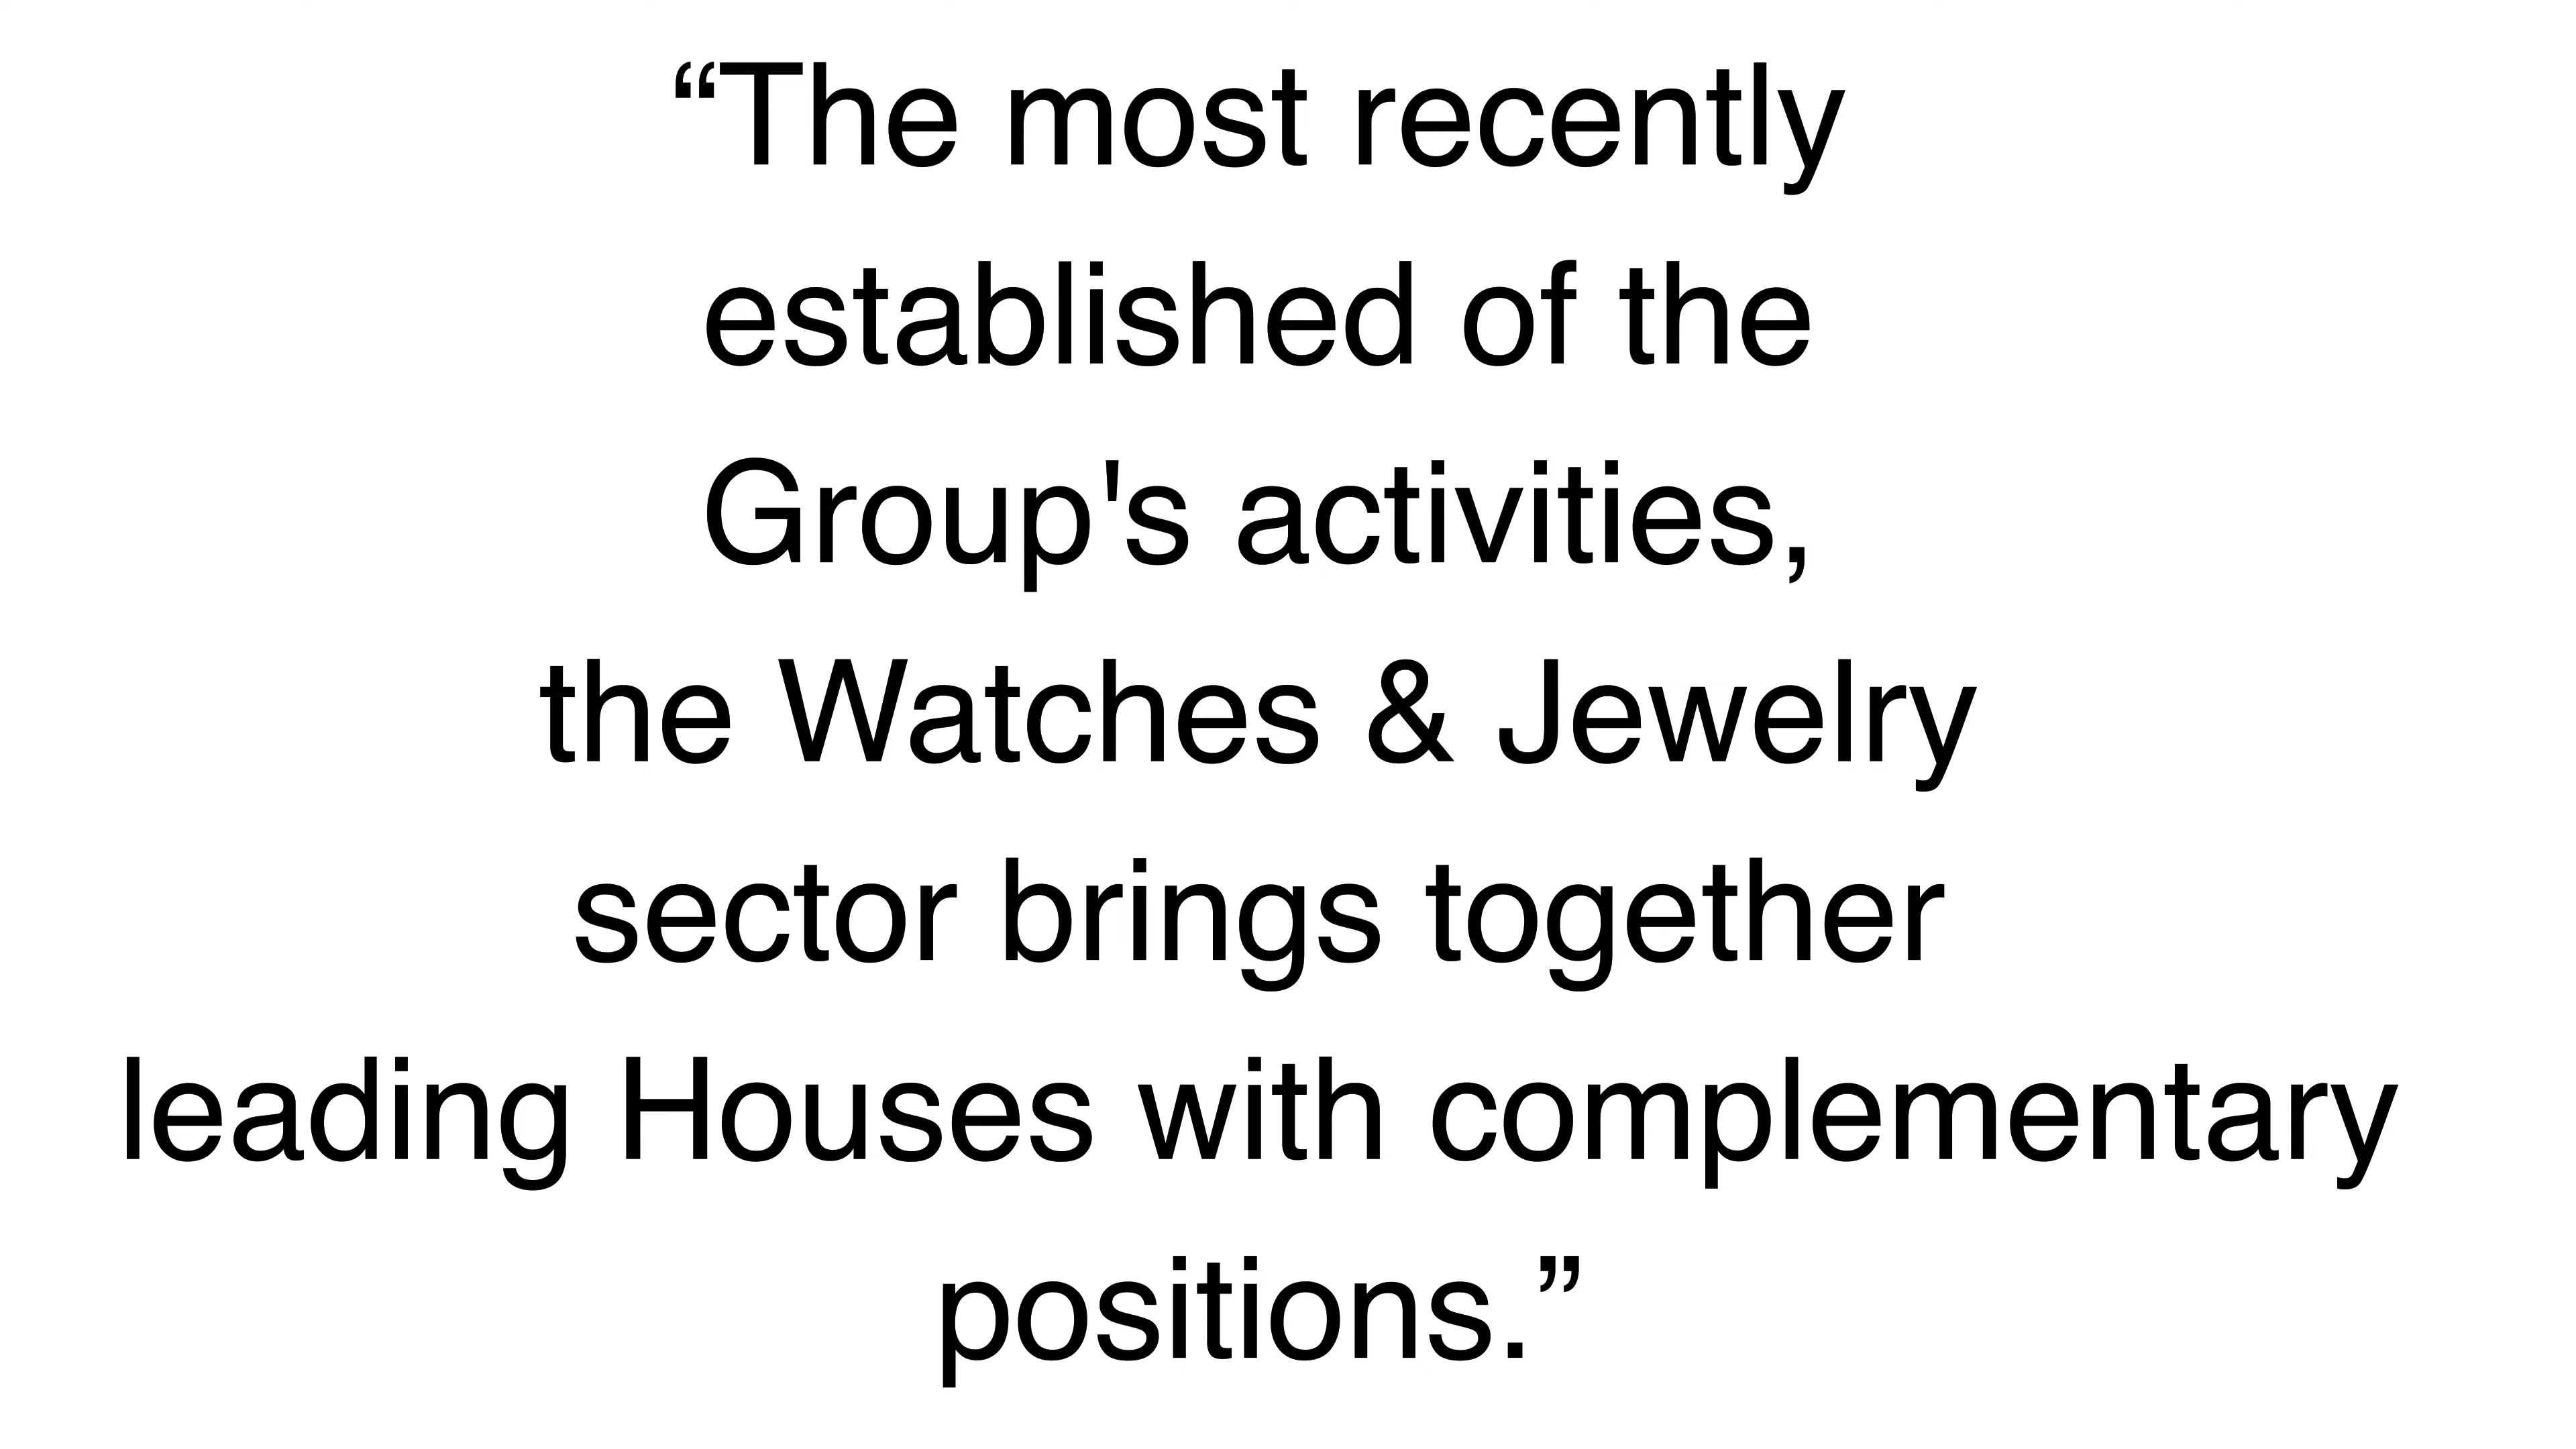 “The most recently
established of the
Group's activities,
the Watches & Jewelry
sector brings together
leading Houses with complementary
positions.”